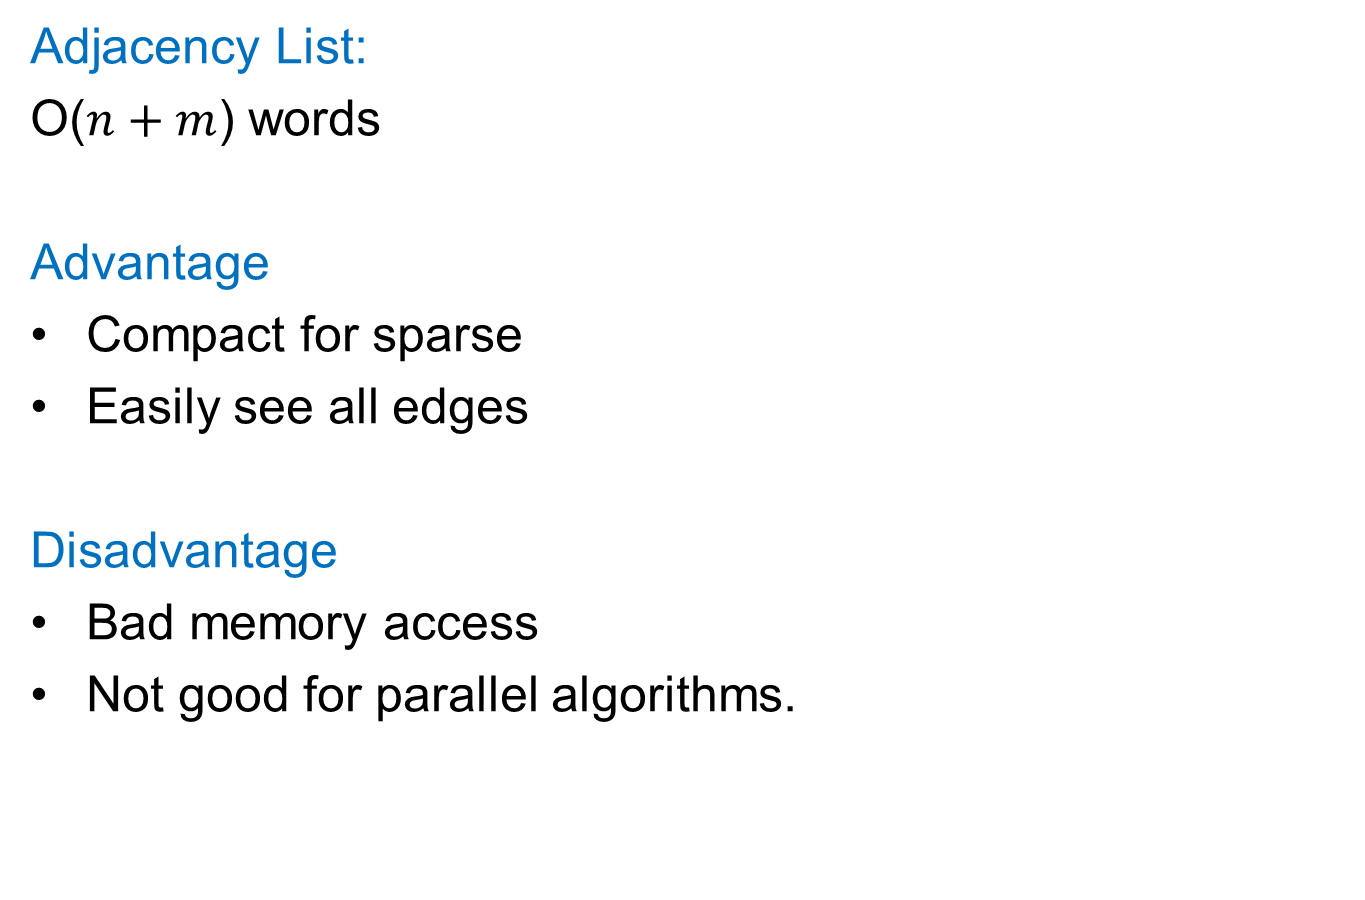 Adjacency List:
O(n + m) words
Advantage
• Compact for sparse
• Easily see all edges
Disadvantage
• Bad memory access
• Not good for parallel algorithms.